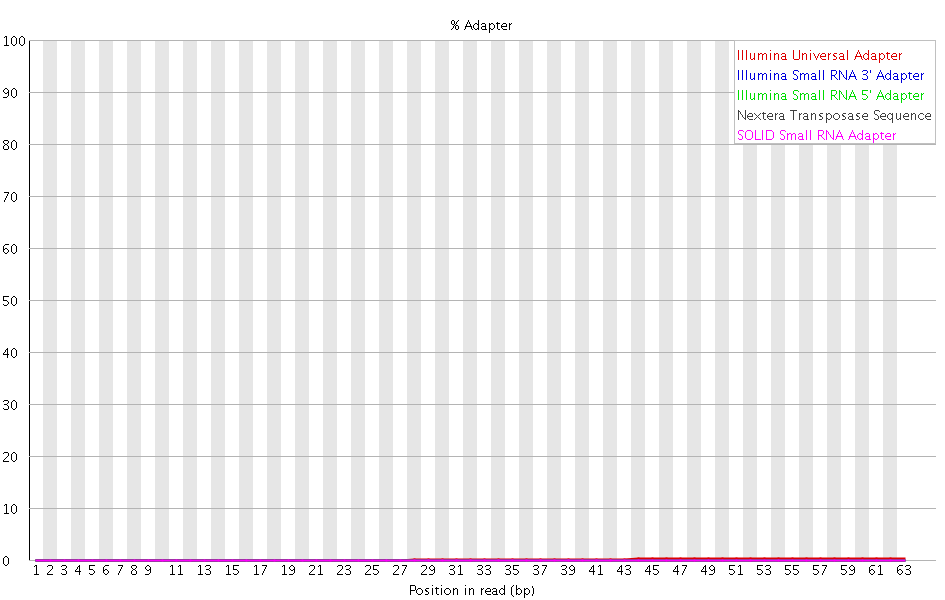 % Adapter
100
90
80
70
60
50
40
30
20
10
0
Illumina Universal Adapter
Illumina Small RNA 3' Adapter
Illumina Small RNA 5' Adapter
Nextera Transposase Sequence
SOLID Small RNA Adapter
1 2 3 4 5 6 7 8 9 11 13 15 17 19 21 23 25 27 29 31 33 35 37 39 41 43 45 47 49 51 53 55 57 59 61 63
Position in read (bp)